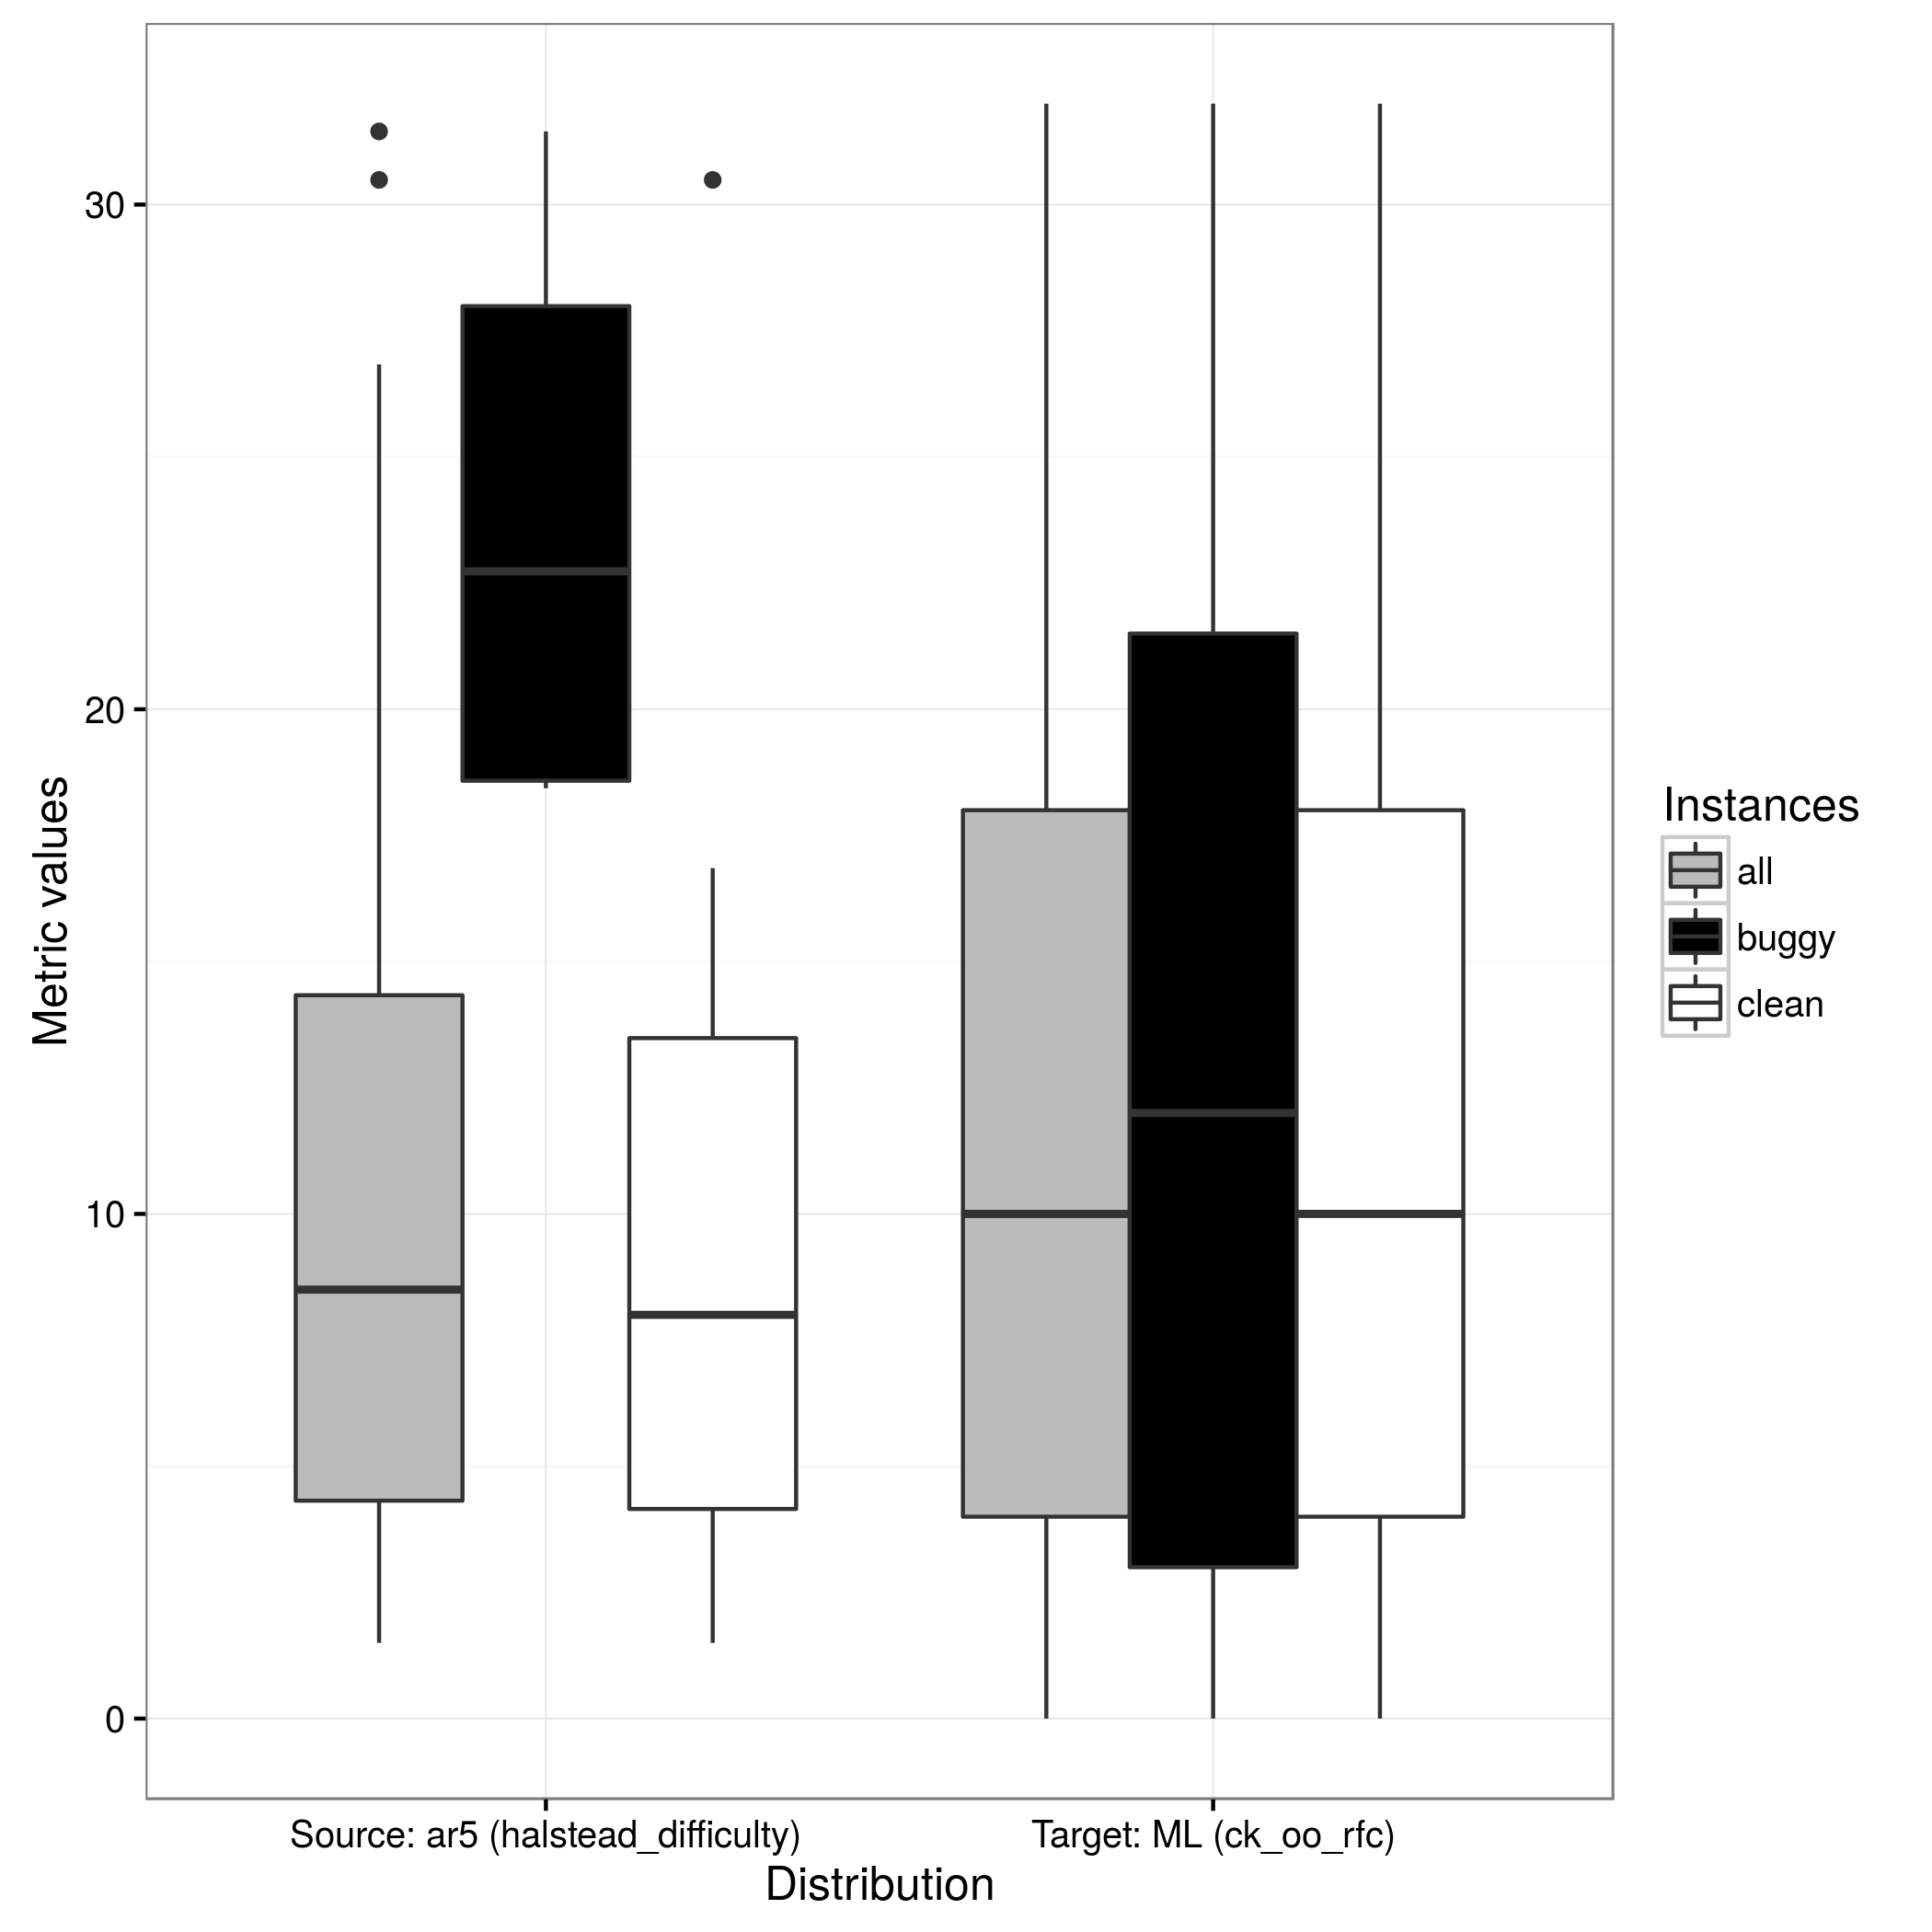 Metric values
30
20
10
0
Source: ar5 (halstead_difficulty)
Target: ML (ck_oo_rfc)
Distribution
Instances
all
buggy
clean